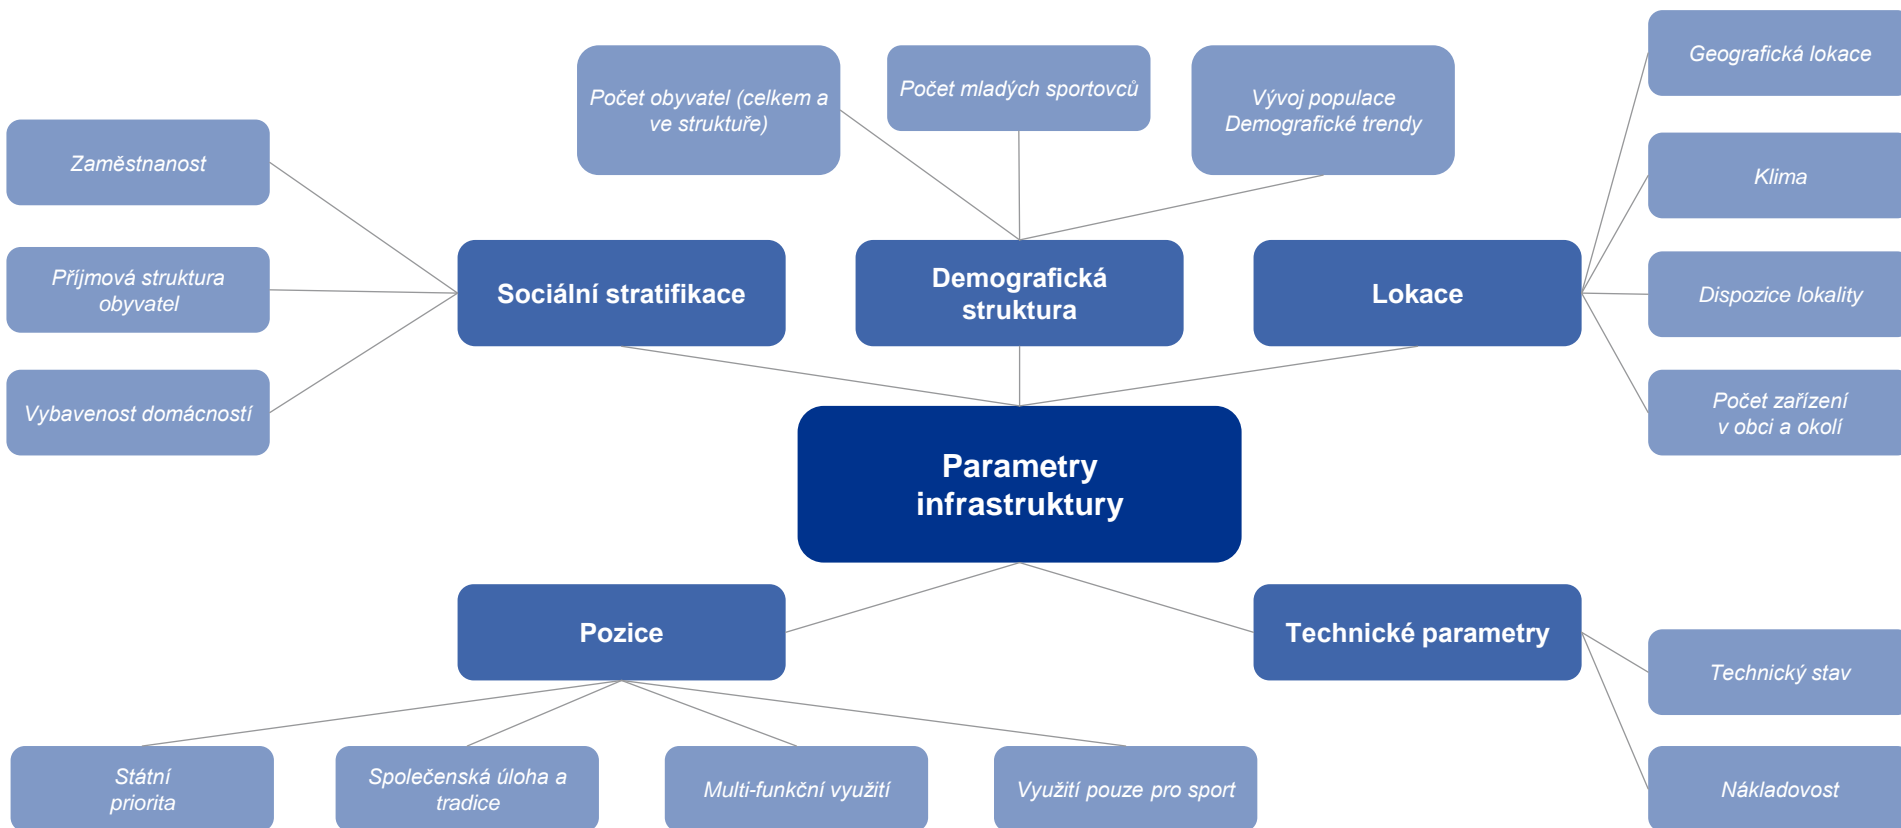 Geografická lokace
Počet obyvatel (celkem a
ve struktuře)
Počet mladých sportovců
Vývoj populace
Demografické trendy
Zaměstnanost
Klima
Příjmová struktura
obyvatel
Sociální stratifikace
Demografická
struktura
Lokace
Dispozice lokality
Vybavenost domácností
Počet zařízení
v obci a okolí
Parametry
infrastruktury
Pozice
Technické parametry
Technický stav
Státní
priorita
Společenská úloha a
tradice
Multi-funkční využití
Využití pouze pro sport
Nákladovost